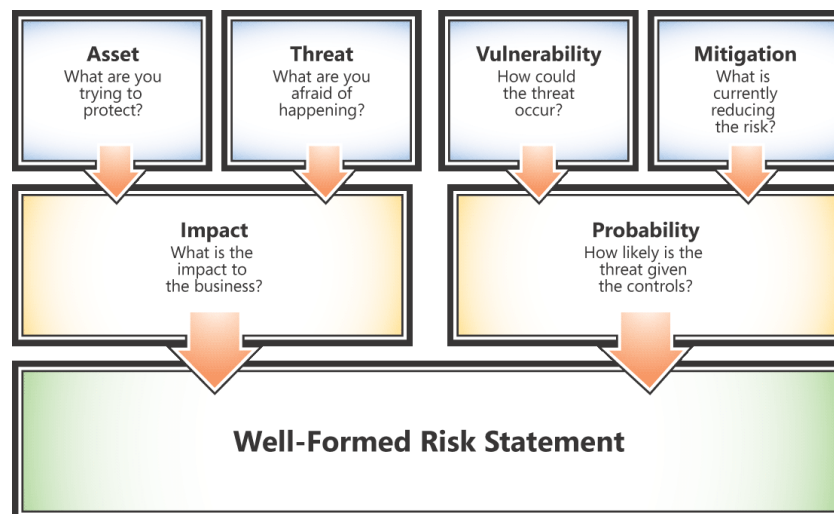 Asset
What are you
trying to
protect?
Threat
What are you
afraid of
happening?
Vulnerability
How could
the threat
occur?
Mitigation
What is
currently
reducing
the risk?
Impact
What is the
impact to
the business?
Probability
How likely is the
threat given
the controls?
Well-Formed Risk Statement